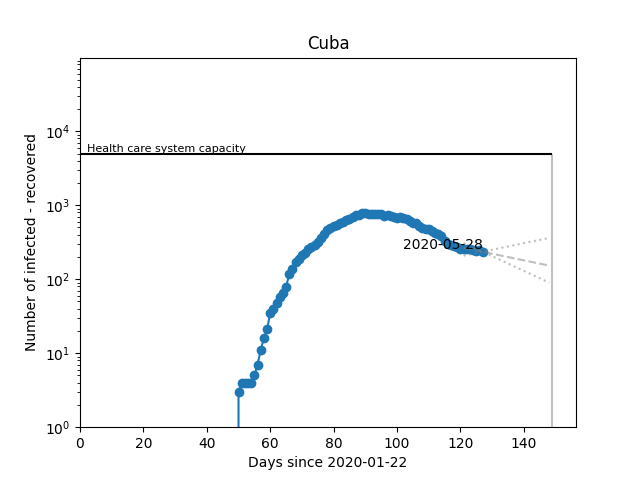 Cuba
Number of infected - recovered
10^4
10^3
10^2
10^1
10^0
Health care system capacity
2020-05-28
0 20 40 60 80 100 120 140
Days since 2020-01-22